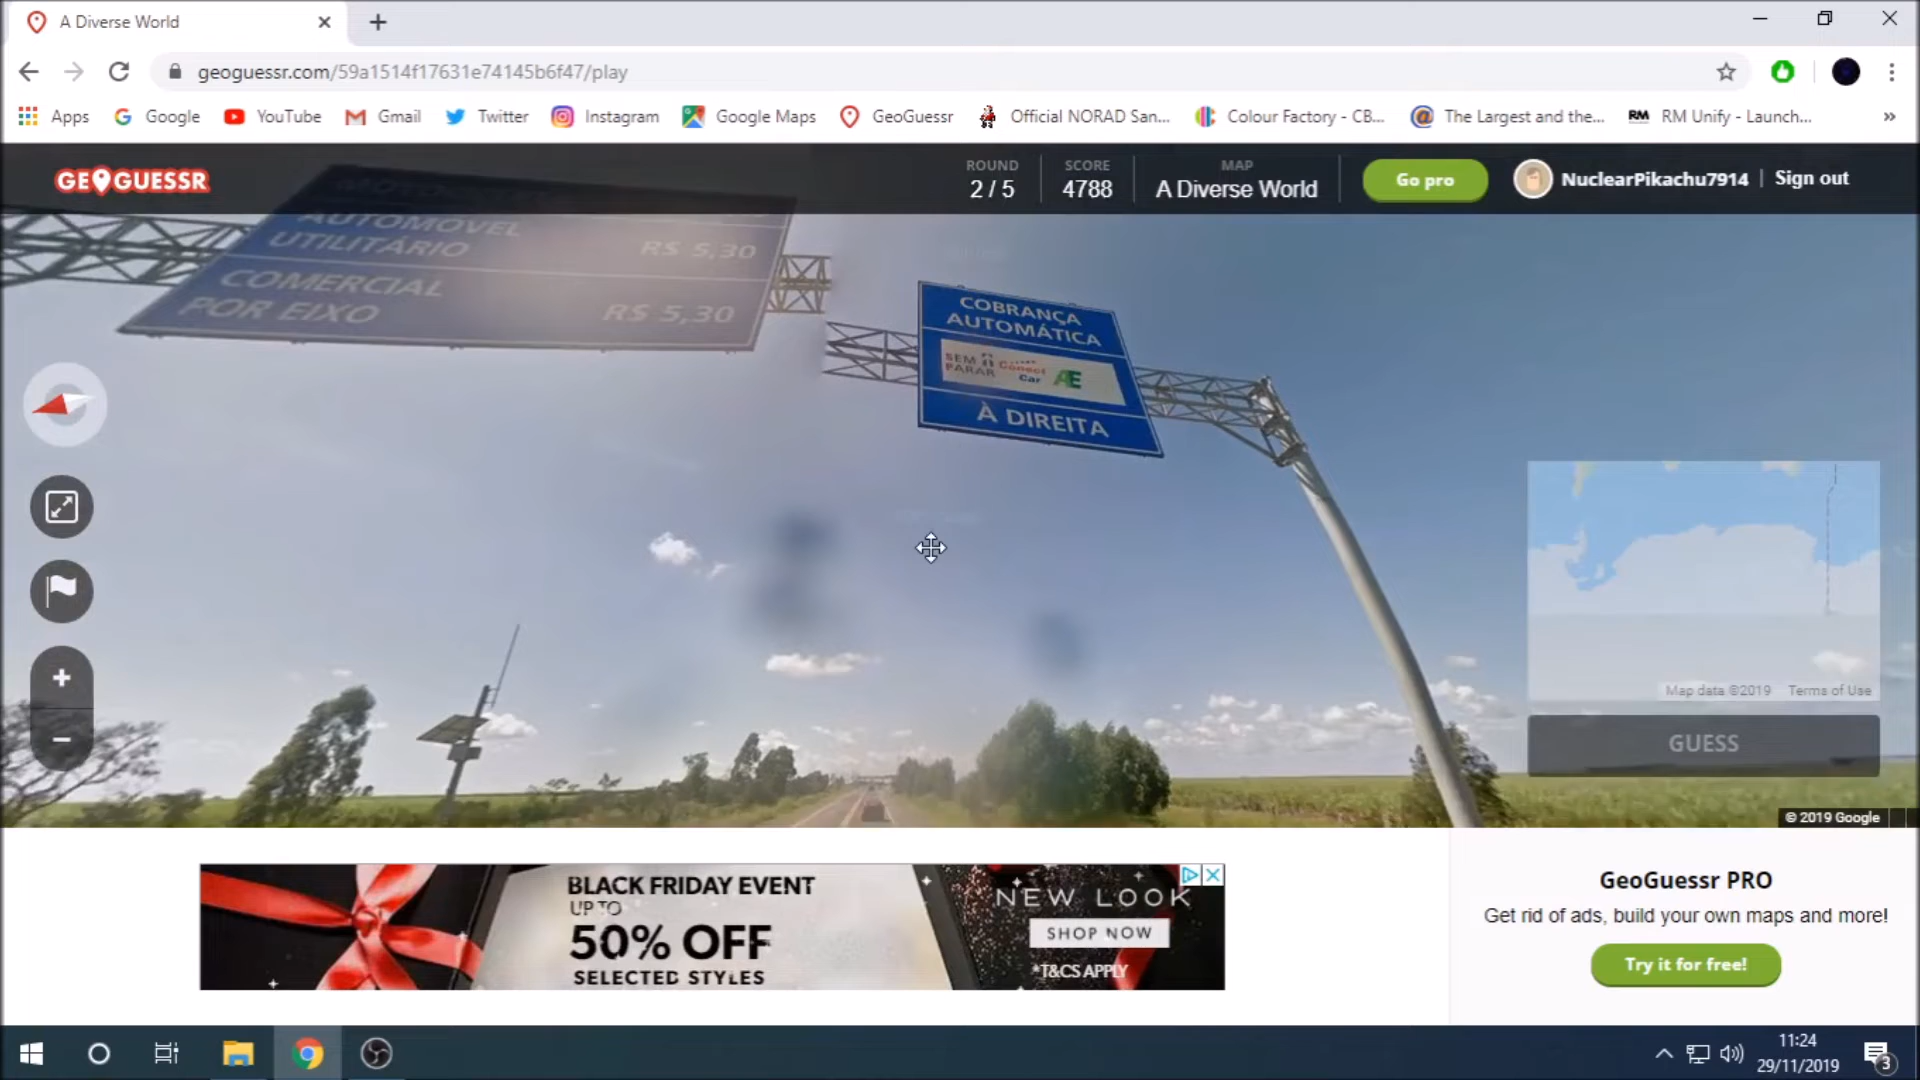 A Diverse World
geoguessr.com/59a1514f17631e74145b6f47/play
Apps
Google
YouTube
Gmail
Twitter
Instagram
Google Maps
GeoGuessr
Official NORAD San...
Colour Factory - CB...
The Largest and the...
RM
RM Unify - Launch...
GEOGUESSR
ROUND
2 / 5
SCORE
4788
MAP
A Diverse World
Go pro
NuclearPikachu7914
Sign out
AUTOMÓVEL
UTILITÁRIO R$ 5,30
COMERCIAL
POR EIXO R$ 5,30
COBRANÇA
AUTOMÁTICA
SEM
PARAR
Conect
Car
AE
À DIREITA
Map data ©2019 Terms of Use
GUESS
© 2019 Google
BLACK FRIDAY EVENT
UP TO
50% OFF
SELECTED STYLES
NEW LOOK
SHOP NOW
*T&CS APPLY
GeoGuessr PRO
Get rid of ads, build your own maps and more!
Try it for free!
11:24
29/11/2019
3